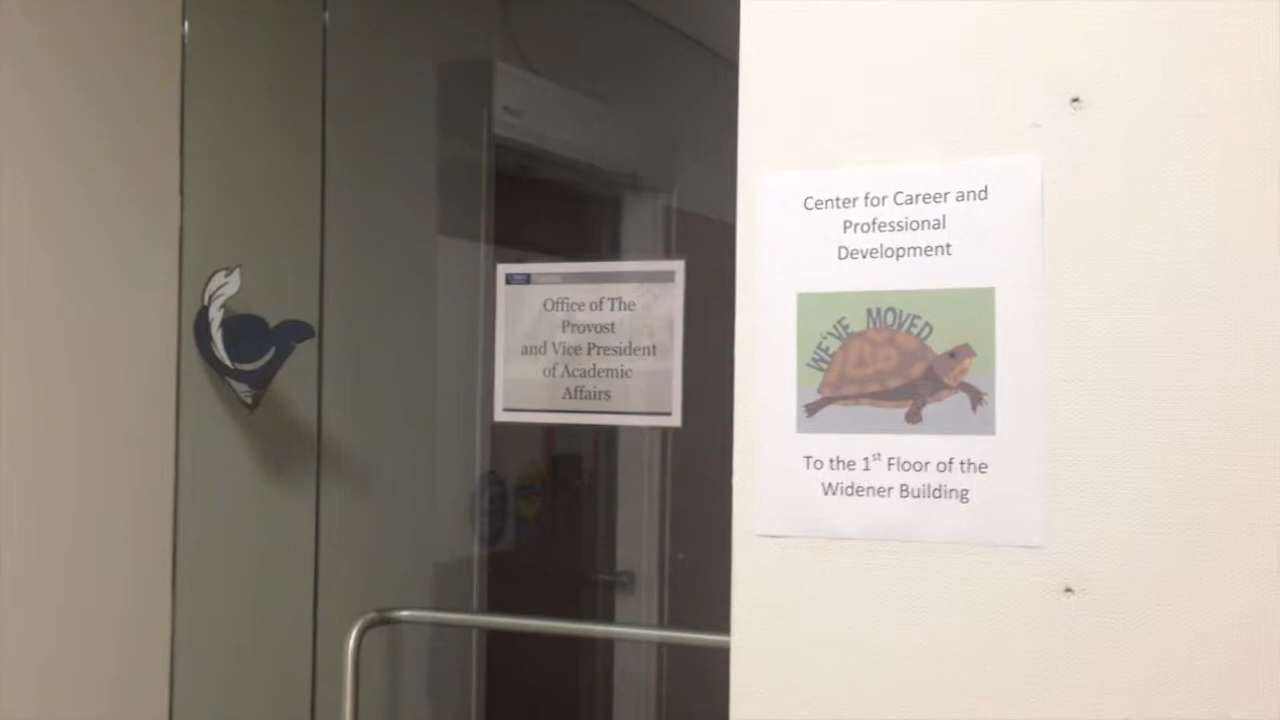 Office of The
Provost
and Vice President
of Academic
Affairs
Center for Career and
Professional
Development
WE'VE MOVED
To the 1st Floor of the
Widener Building